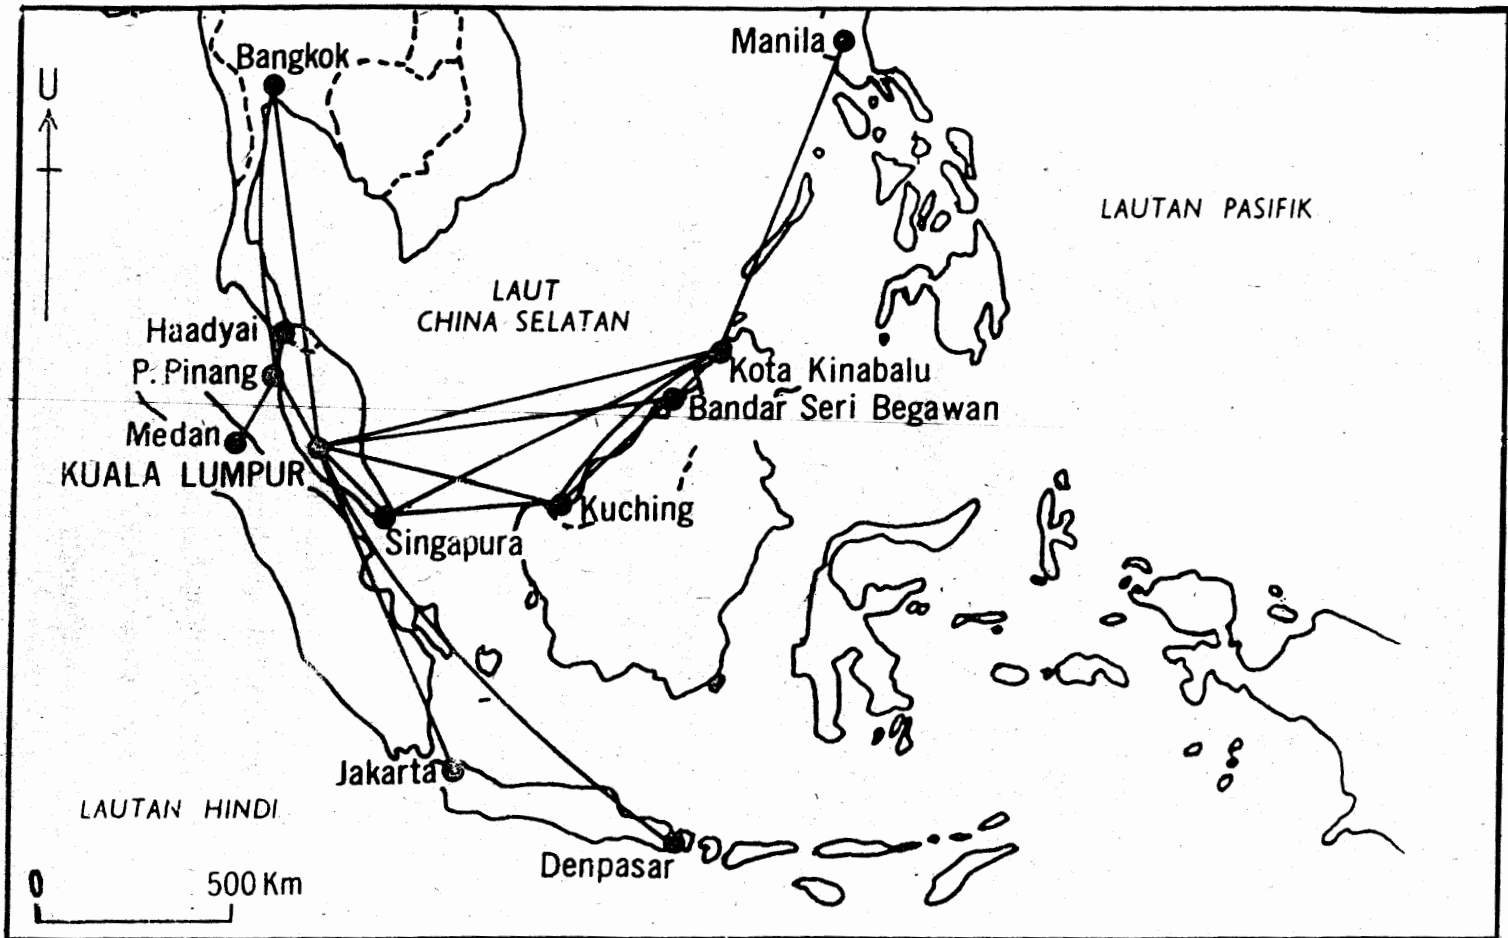 Manila
Bangkok
U
LAUTAN PASIFIK
LAUT
CHINA SELATAN
Haadyai
P. Pinang
Kota Kinabalu
Bandar Seri Begawan
Medan
KUALA LUMPUR
Kuching
Singapura
Jakarta
LAUTAN HINDI
Denpasar
0 500 Km